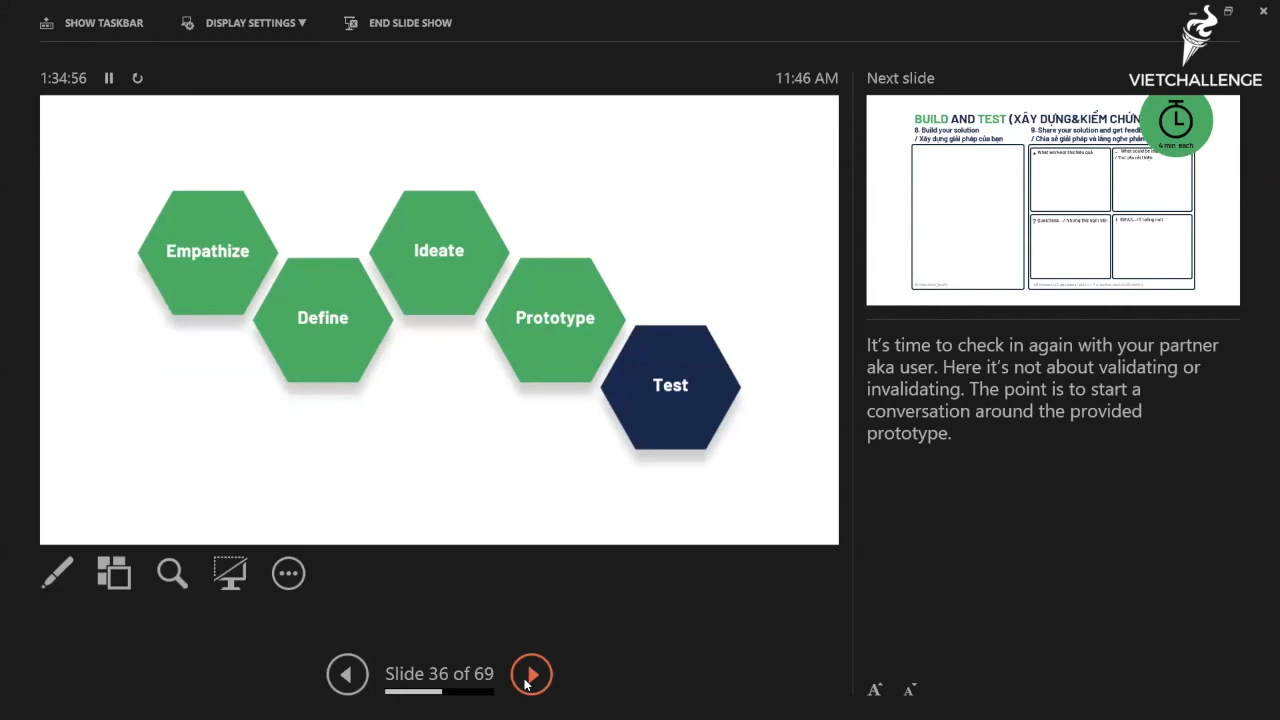 SHOW TASKBAR
DISPLAY SETTINGS ▼
END SLIDE SHOW
VIETCHALLENGE
1:34:56
11:46 AM
Next slide
Empathize
Define
Ideate
Prototype
Test
BUILD AND TEST (XÂY DỰNG&KIỂM CHỨN
8. Build your solution
/ Xây dựng giải pháp của bạn
9. Share your solution and get feedb
/ Chia sẻ giải pháp và lắng nghe phản
4 min each
It's time to check in again with your partner
aka user. Here it's not about validating or
invalidating. The point is to start a
conversation around the provided
prototype.
Slide 36 of 69
A A